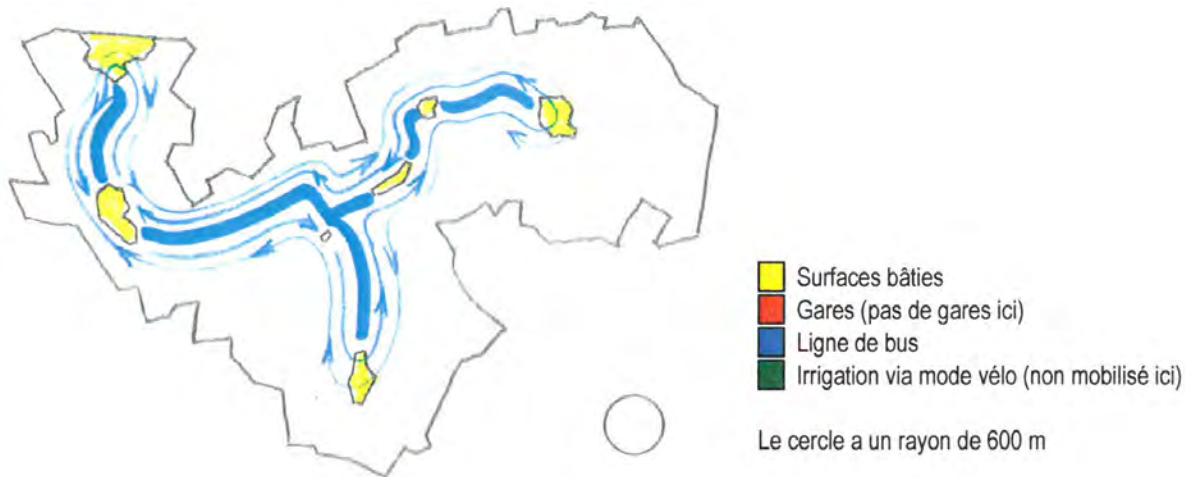 Surfaces bâties
Gares (pas de gares ici)
Ligne de bus
Irrigation via mode vélo (non mobilisé ici)
Le cercle a un rayon de 600 m